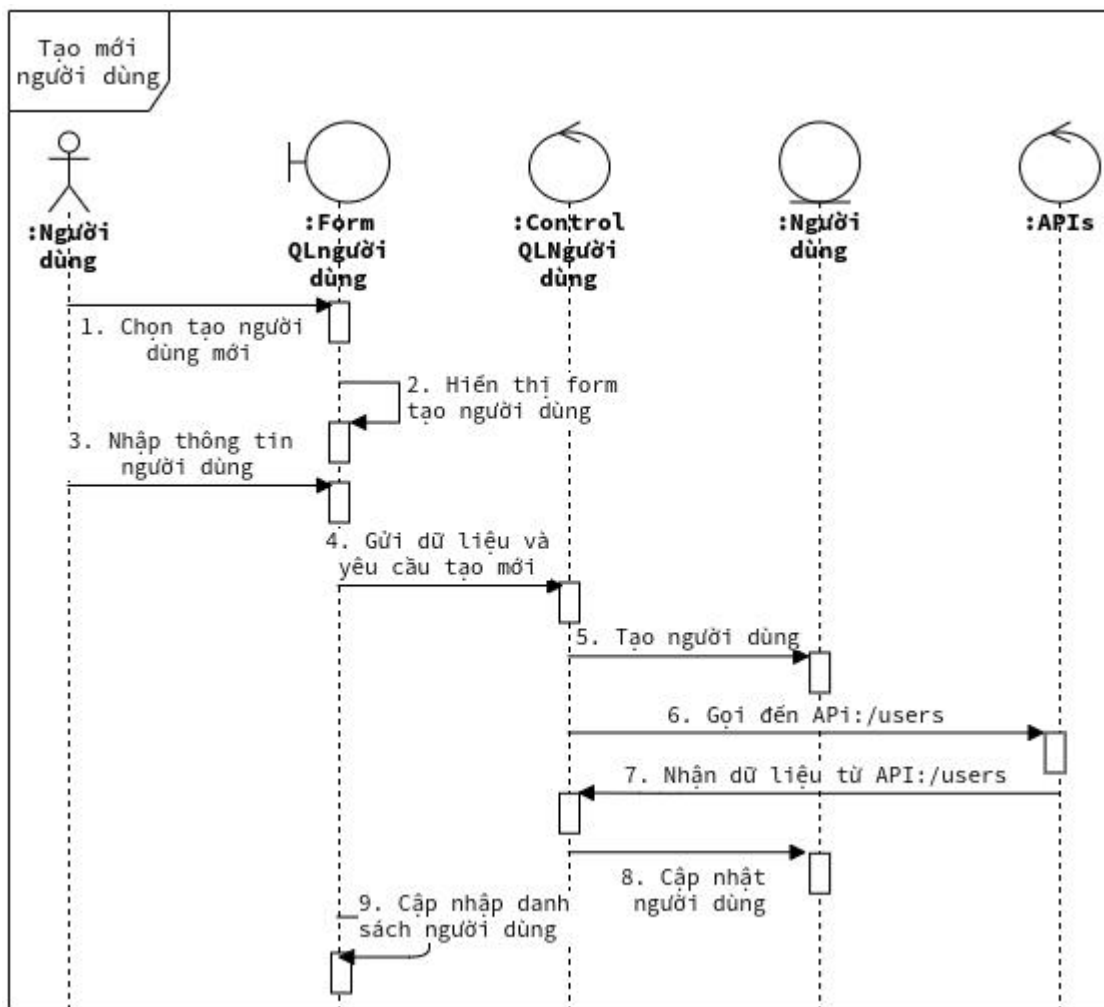 Tạo mới
người dùng
:Người
dùng
:Form
QLngười
dùng
:Control
QLNgười
dùng
:Người
dùng
:APIs
1. Chọn tạo người
dùng mới
2. Hiển thị form
tạo người dùng
3. Nhập thông tin
người dùng
4. Gửi dữ liệu và
yêu cầu tạo mới
5. Tạo người dùng
6. Gọi đến APi:/users
7. Nhận dữ liệu từ API:/users
8. Cập nhật
người dùng
9. Cập nhập danh
sách người dùng